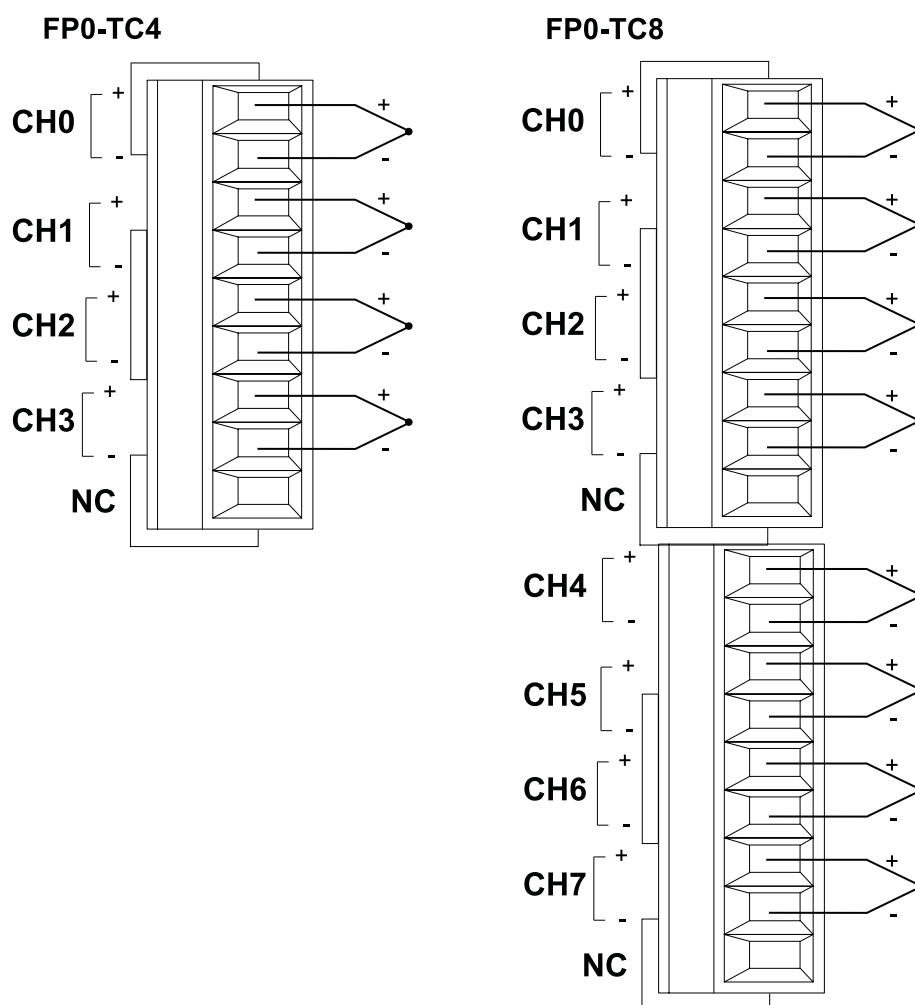 FP0-TC4
+
CH0
-
+
-
+
CH1
-
+
-
+
CH2
-
+
-
+
CH3
-
+
-
NC
FP0-TC8
+
CH0
-
+
-
+
CH1
-
+
-
+
CH2
-
+
-
+
CH3
-
+
-
NC
+
CH4
-
+
-
+
CH5
-
+
-
+
CH6
-
+
-
+
CH7
-
+
-
NC